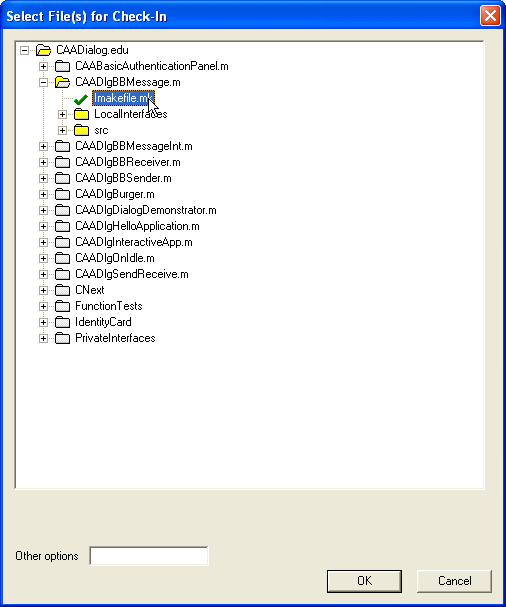 Select File(s) for Check-In
CAADialog.edu
CAABasicAuthenticationPanel.m
CAADlgBBMessage.m
Imakefile.mk
LocalInterfaces
src
CAADlgBBMessageInt.m
CAADlgBBReceiver.m
CAADlgBBSender.m
CAADlgBurger.m
CAADlgDialogDemonstrator.m
CAADlgHelloApplication.m
CAADlgInteractiveApp.m
CAADlgOnIdle.m
CAADlgSendReceive.m
CNext
FunctionTests
IdentityCard
PrivateInterfaces
Other options
OK Cancel